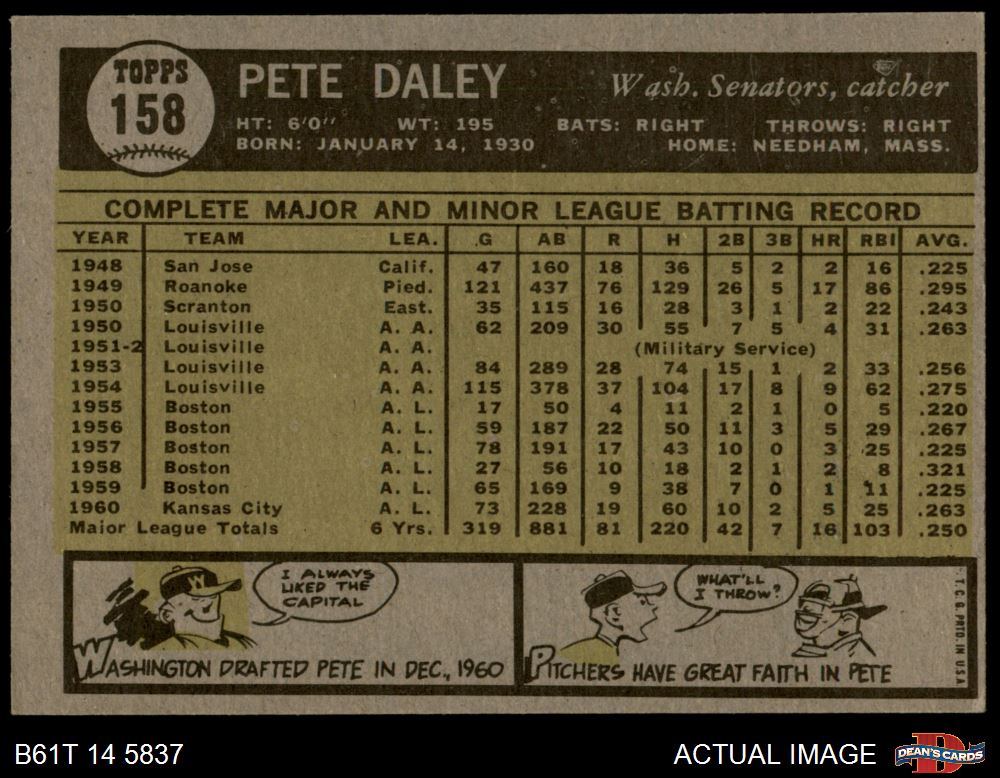 TOPPS
158
PETE DALEY
Wash. Senators, catcher
HT: 6'0" WT: 195 BATS: RIGHT THROWS: RIGHT
BORN: JANUARY 14, 1930 HOME: NEEDHAM, MASS.
COMPLETE MAJOR AND MINOR LEAGUE BATTING RECORD
YEAR TEAM LEA. G AB R H 2B 3B HR RBI AVG.
1948 San Jose Calif. 47 160 18 36 5 2 2 16 .225
1949 Roanoke Pied. 121 437 76 129 26 5 17 86 .295
1950 Scranton East. 35 115 16 28 3 1 2 22 .243
1950 Louisville A. A. 62 209 30 55 7 5 4 31 .263
1951-2 Louisville A. A. (Military Service)
1953 Louisville A. A. 84 289 28 74 15 1 2 33 .256
1954 Louisville A. A. 115 378 37 104 17 8 9 62 .275
1955 Boston A. L. 17 50 4 11 2 1 0 5 .220
1956 Boston A. L. 59 187 22 50 11 3 5 29 .267
1957 Boston A. L. 78 191 17 43 10 0 3 25 .225
1958 Boston A. L. 27 56 10 18 2 1 2 8 .321
1959 Boston A. L. 65 169 9 38 7 0 1 11 .225
1960 Kansas City A. L. 73 228 19 60 10 2 5 25 .263
Major League Totals 6 Yrs. 319 881 81 220 42 7 16 103 .250
W
I ALWAYS
LIKED THE
CAPITAL
WASHINGTON DRAFTED PETE IN DEC., 1960
WHAT'LL
I THROW?
PITCHERS HAVE GREAT FAITH IN PETE
T. C. G. PRTD. IN U.S.A
B61T 14 5837
ACTUAL IMAGE
DEAN'S CARDS